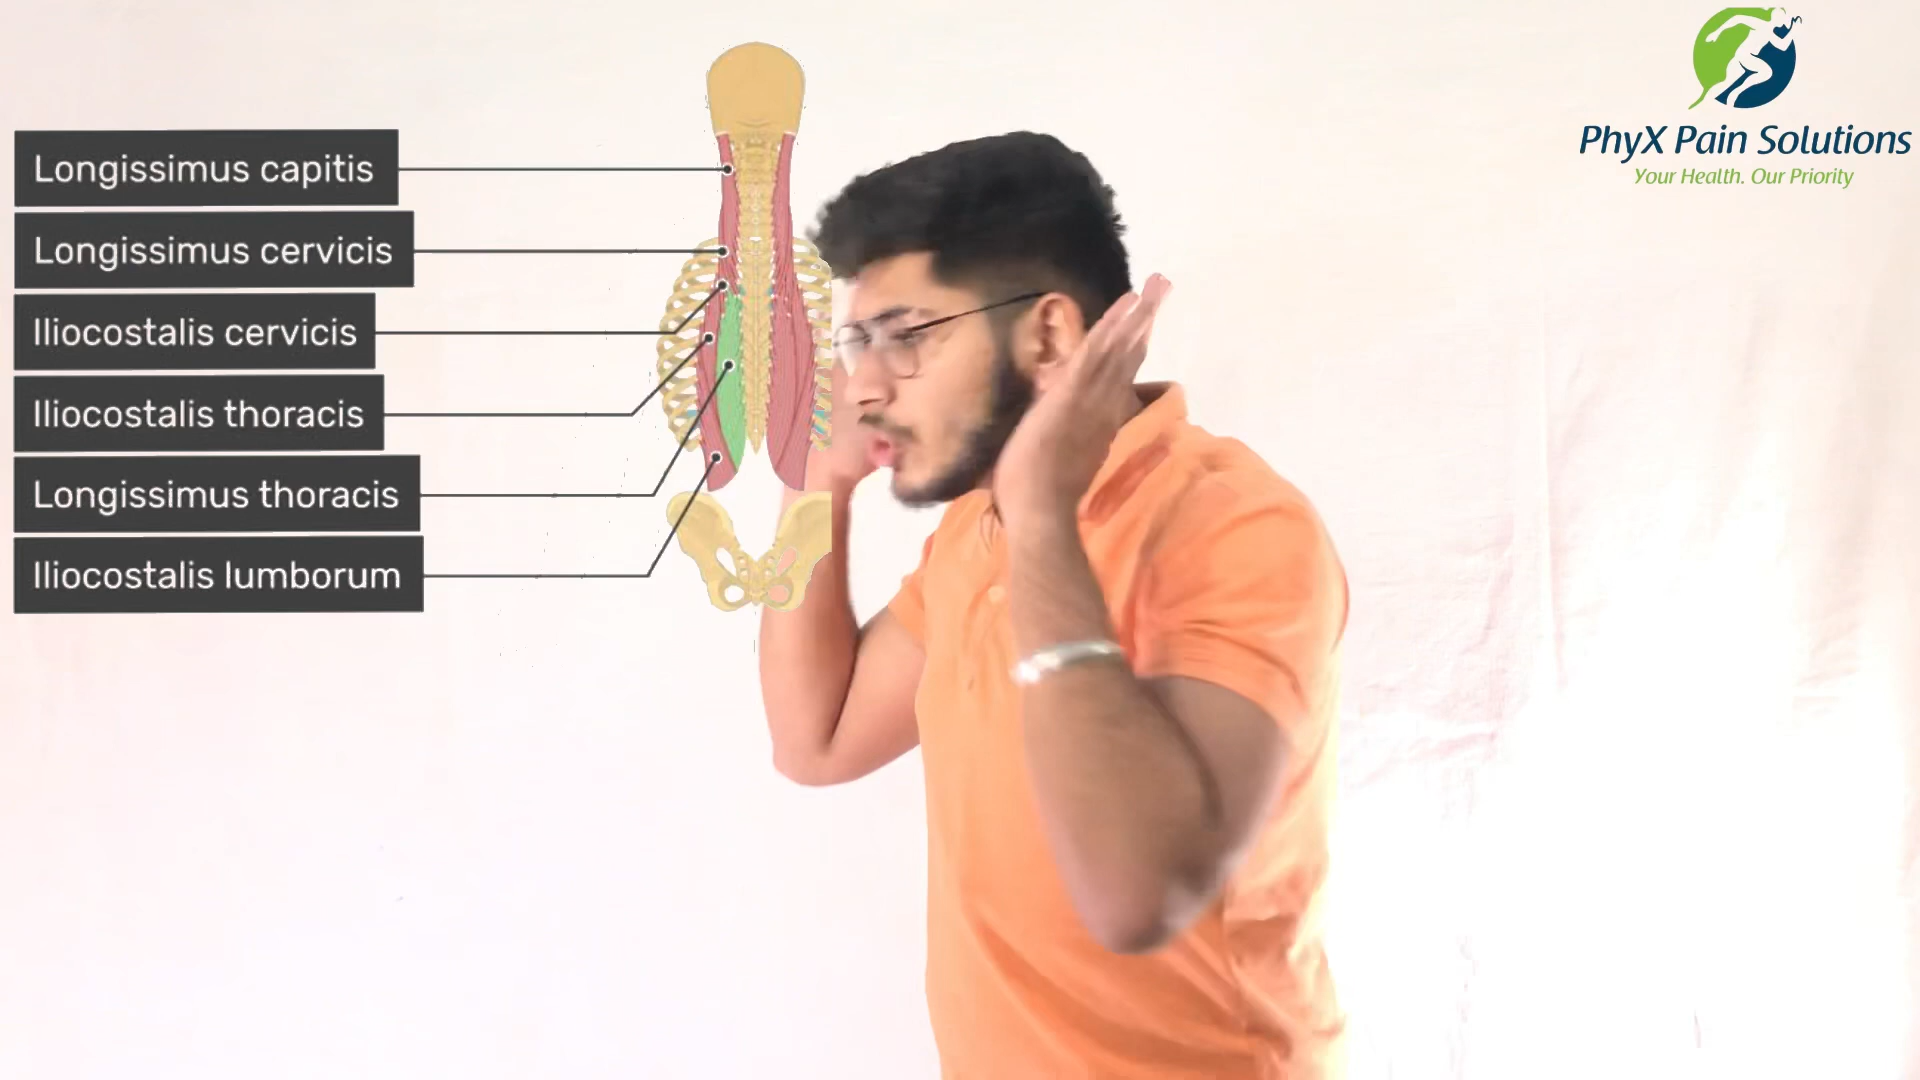 Longissimus capitis
Longissimus cervicis
Iliocostalis cervicis
Iliocostalis thoracis
Longissimus thoracis
Iliocostalis lumborum
PhyX Pain Solutions
Your Health. Our Priority